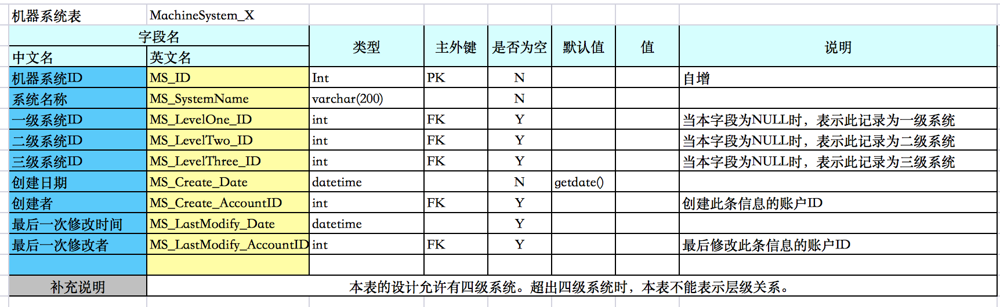 机器系统表 MachineSystem_X
字段名 类型 主外键 是否为空 默认值 值 说明
中文名 英文名
机器系统ID MS_ID Int PK N 自增
系统名称 MS_SystemName varchar(200) N
一级系统ID MS_LevelOne_ID int FK Y 当本字段为NULL时，表示此记录为一级系统
二级系统ID MS_LevelTwo_ID int FK Y 当本字段为NULL时，表示此记录为二级系统
三级系统ID MS_LevelThree_ID int FK Y 当本字段为NULL时，表示此记录为三级系统
创建日期 MS_Create_Date datetime N getdate()
创建者 MS_Create_AccountID int FK Y 创建此条信息的账户ID
最后一次修改时间 MS_LastModify_Date datetime Y
最后一次修改者 MS_LastModify_AccountID int FK Y 最后修改此条信息的账户ID
补充说明 本表的设计允许有四级系统。超出四级系统时，本表不能表示层级关系。